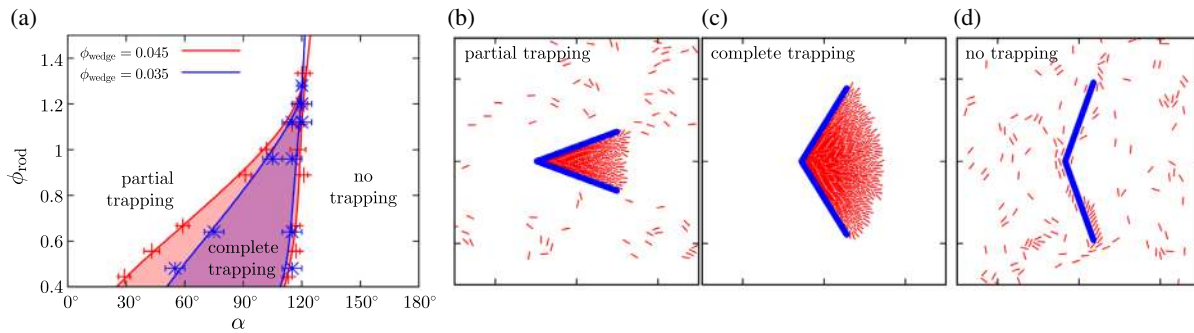 (a)
ϕwedge = 0.045
ϕwedge = 0.035
1.4
1.2
1
0.8
0.6
0.4
ϕrod
partial
trapping
complete
trapping
no
trapping
0° 30° 60° 90° 120° 150° 180°
α
(b)
partial trapping
(c)
complete trapping
(d)
no trapping